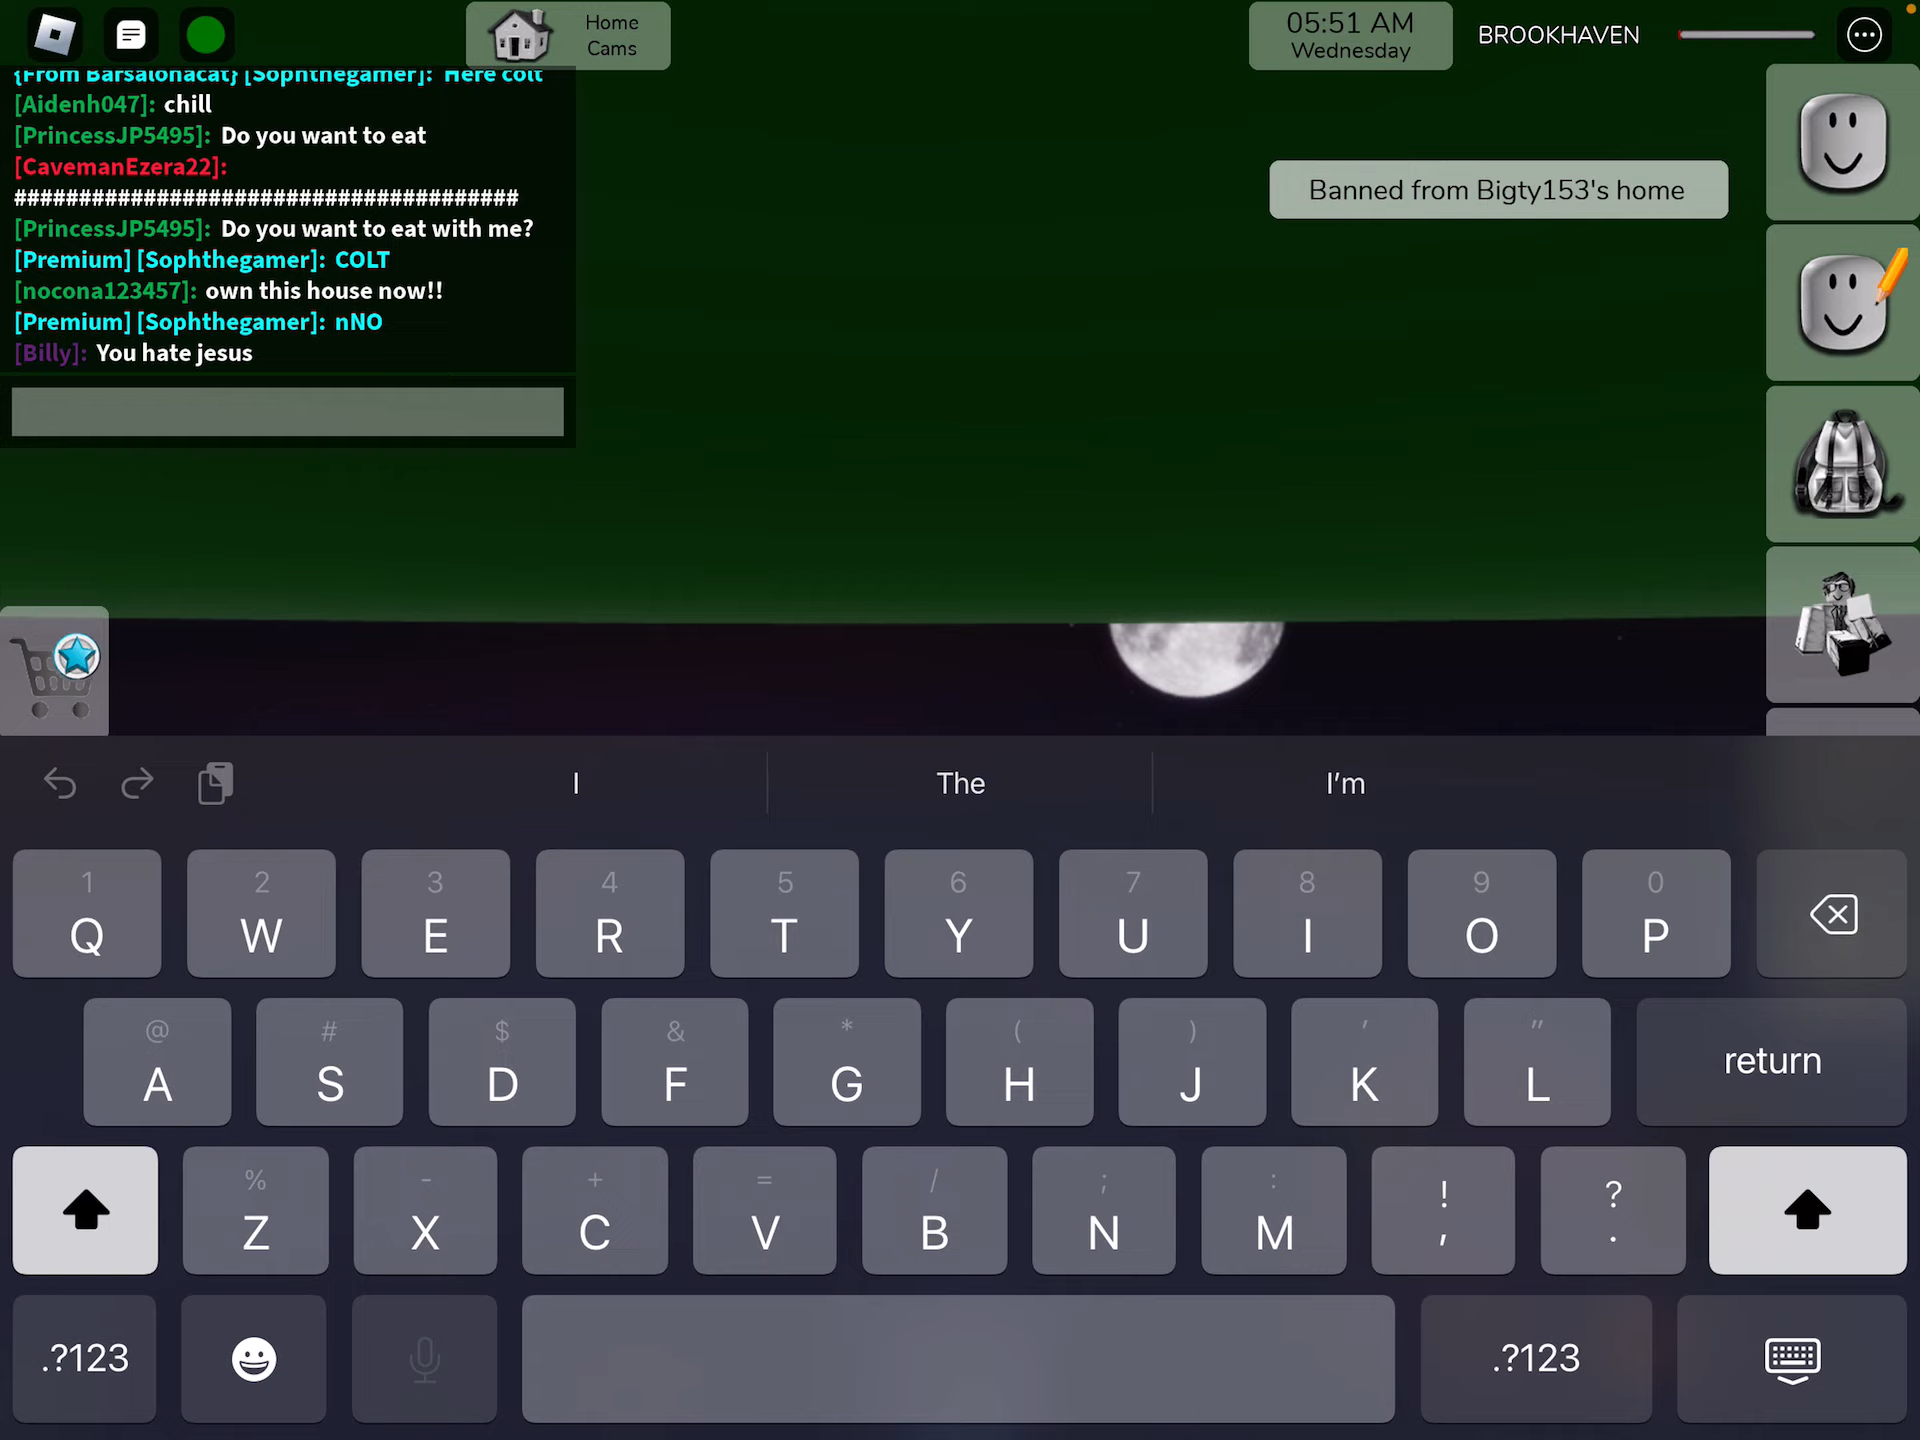 Home
Cams
05:51 AM
Wednesday
BROOKHAVEN
{From Barsalonacat} [Sophthegamer]: Here colt
[Aidenh047]: chill
[PrincessJP5495]: Do you want to eat
[CavemanEzera22]:
#######################################
[PrincessJP5495]: Do you want to eat with me?
[Premium] [Sophthegamer]: COLT
[nocona123457]: own this house now!!
[Premium] [Sophthegamer]: nNO
[Billy]: You hate jesus
Banned from Bigty153's home
I The I'm
1 2 3 4 5 6 7 8 9 0
Q W E R T Y U I O P
@ # $ & * ( ) ' "
A S D F G H J K L return
% - + = / ; : ! ?
Z X C V B N M , .
.?123 .?123